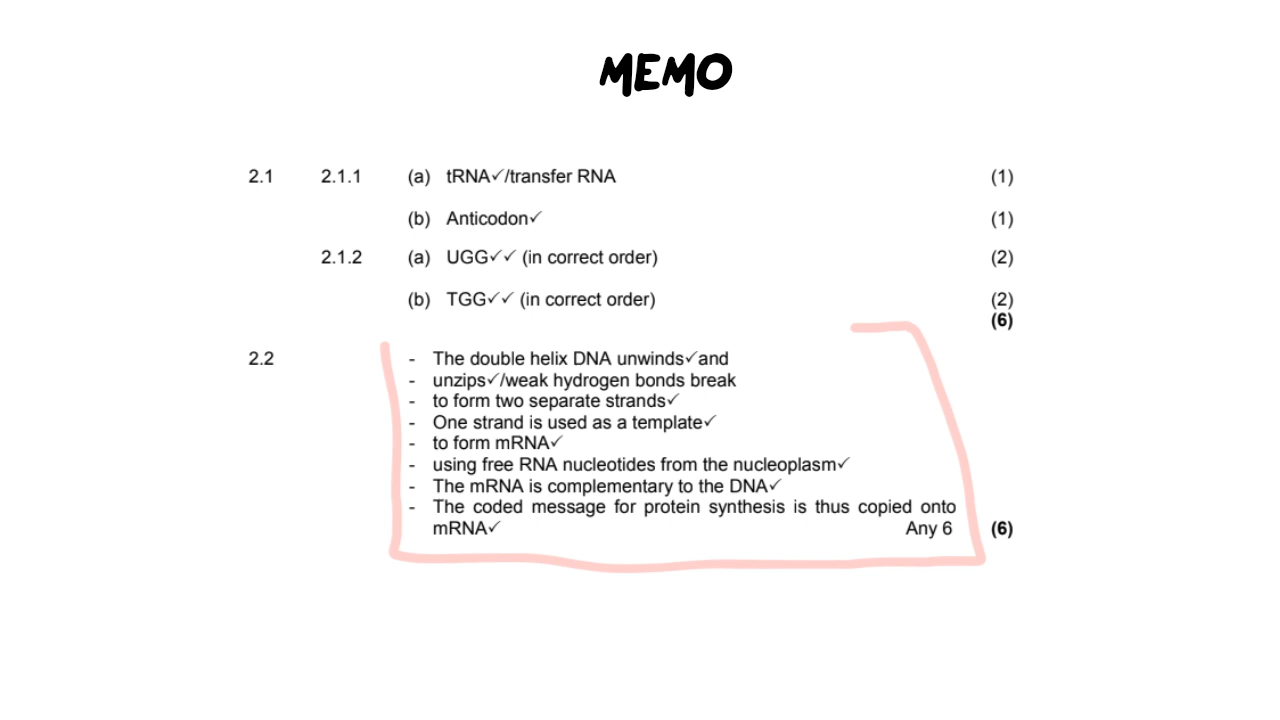 MEMO
2.1 2.1.1 (a) tRNA✓/transfer RNA (1)
(b) Anticodon✓ (1)
2.1.2 (a) UGG✓✓ (in correct order) (2)
(b) TGG✓✓ (in correct order) (2)
(6)
2.2 - The double helix DNA unwinds✓and
- unzips✓/weak hydrogen bonds break
- to form two separate strands✓
- One strand is used as a template✓
- to form mRNA✓
- using free RNA nucleotides from the nucleoplasm✓
- The mRNA is complementary to the DNA✓
- The coded message for protein synthesis is thus copied onto
mRNA✓ Any 6 (6)